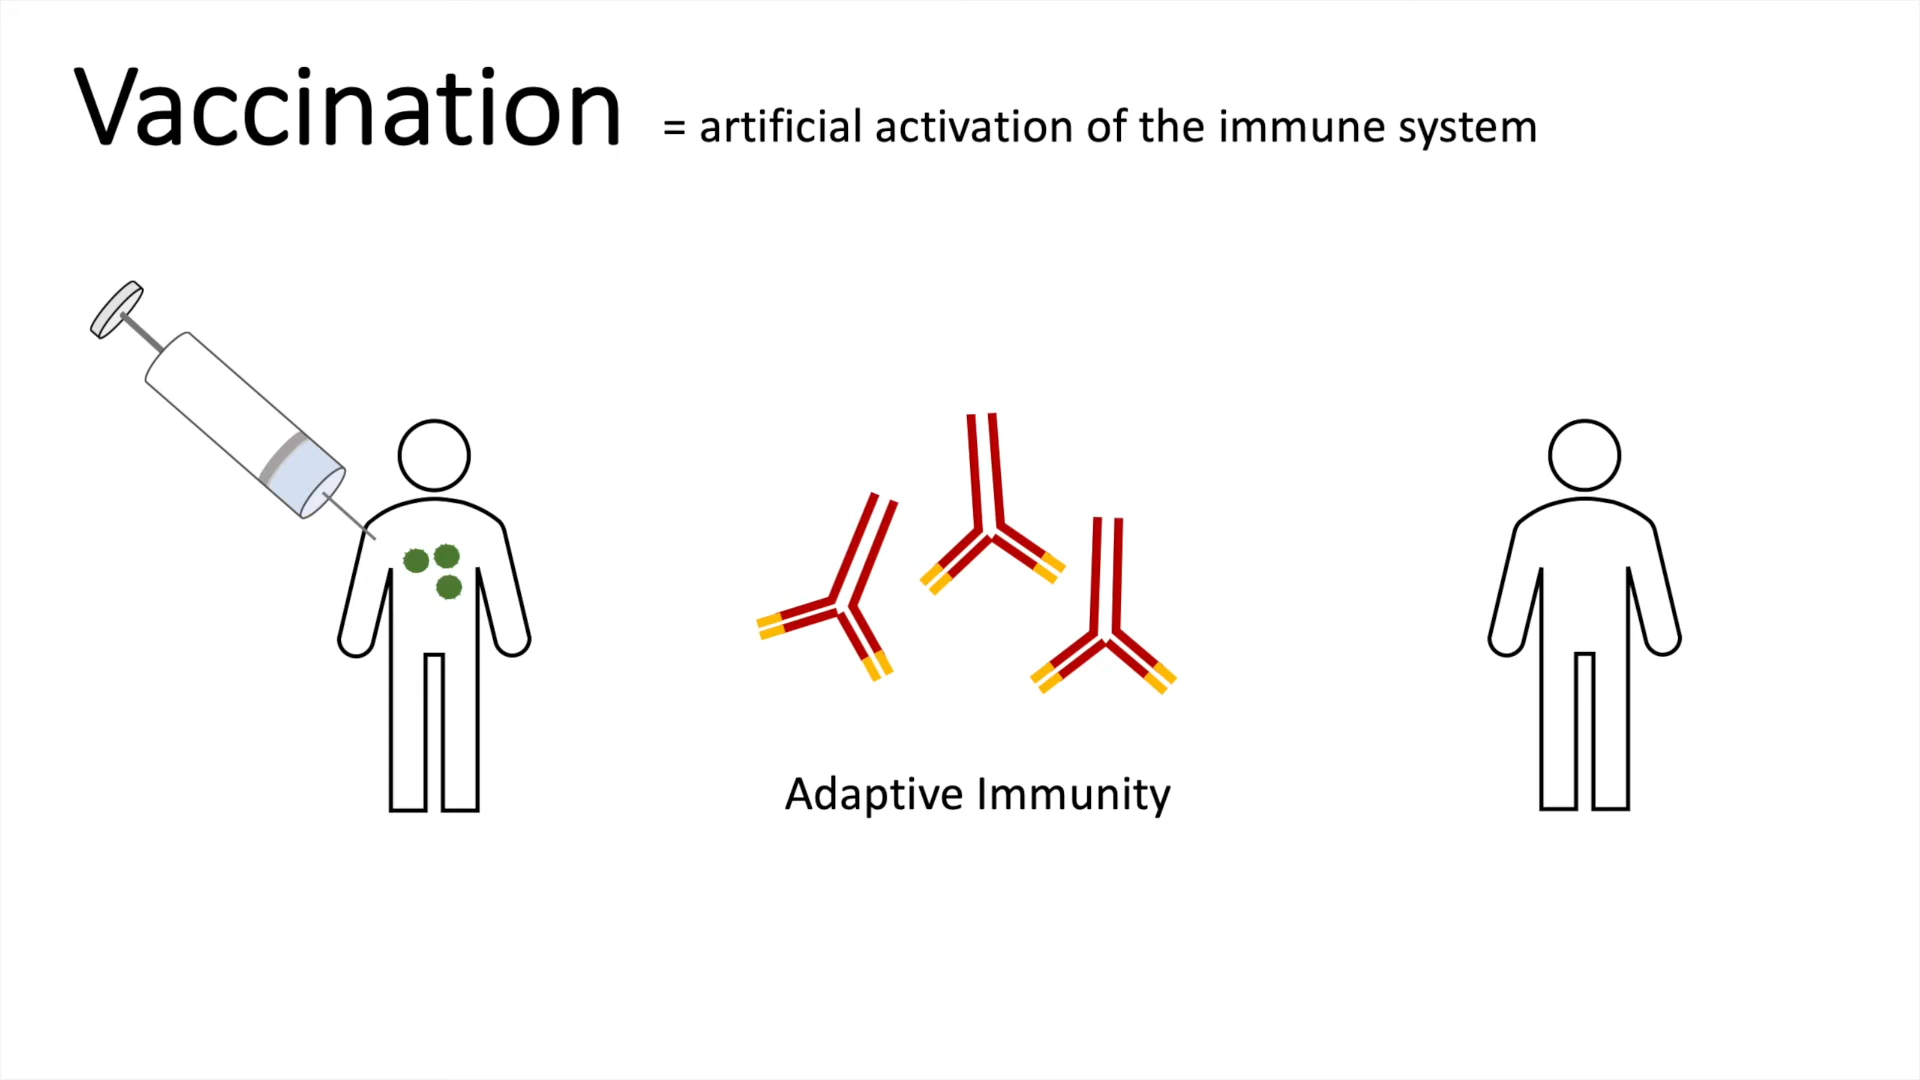 Vaccination = artificial activation of the immune system
Adaptive Immunity